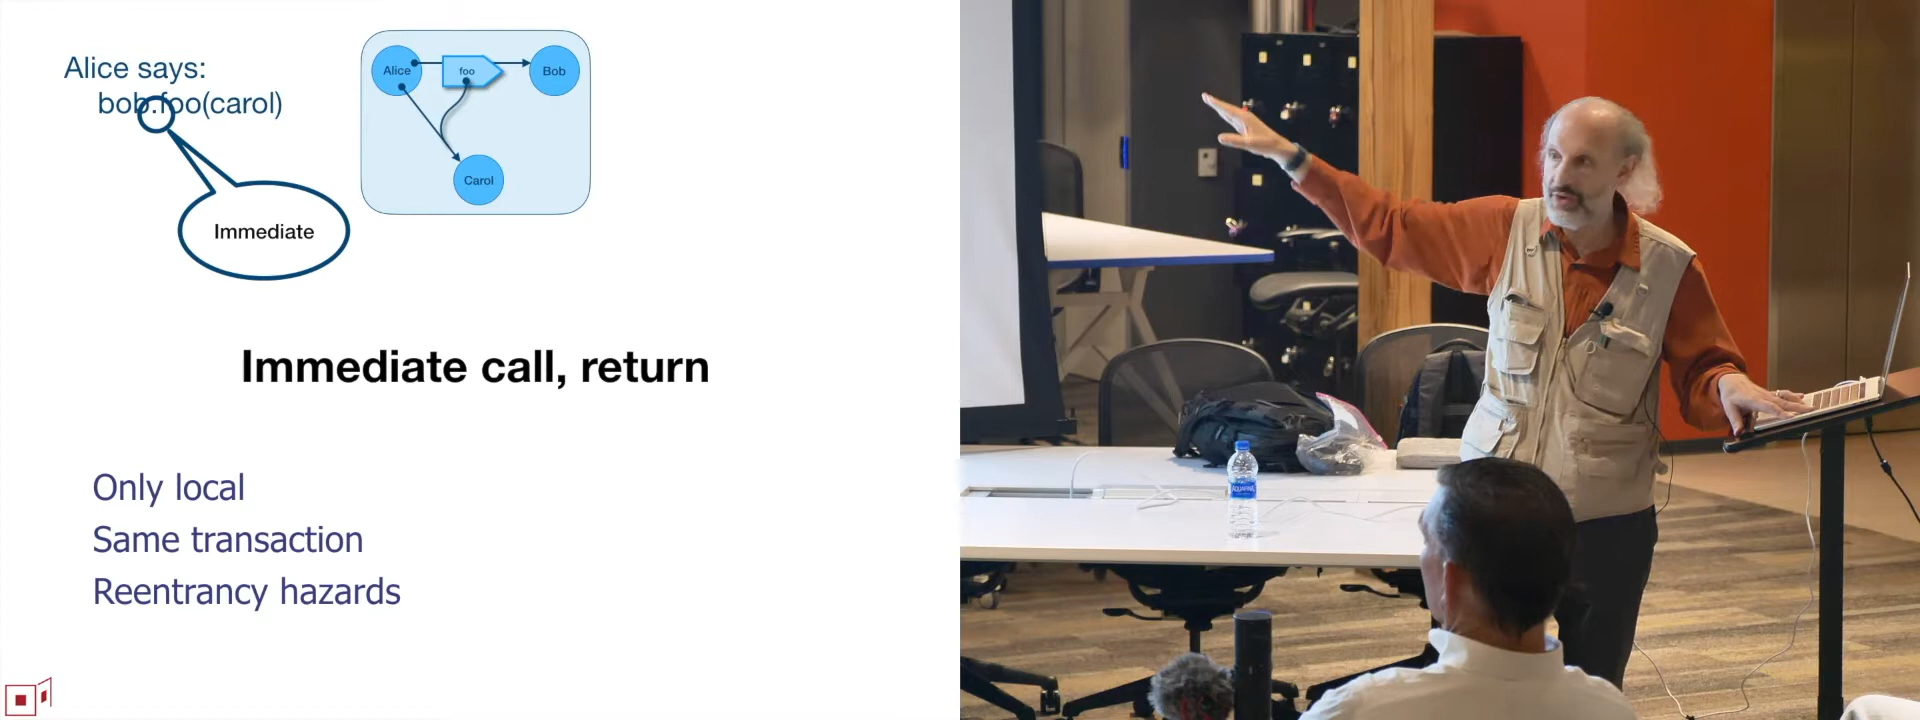 Alice says:
bob.foo(carol)
Immediate
Alice
foo
Bob
Carol
Immediate call, return
Only local
Same transaction
Reentrancy hazards
AQUAFINA